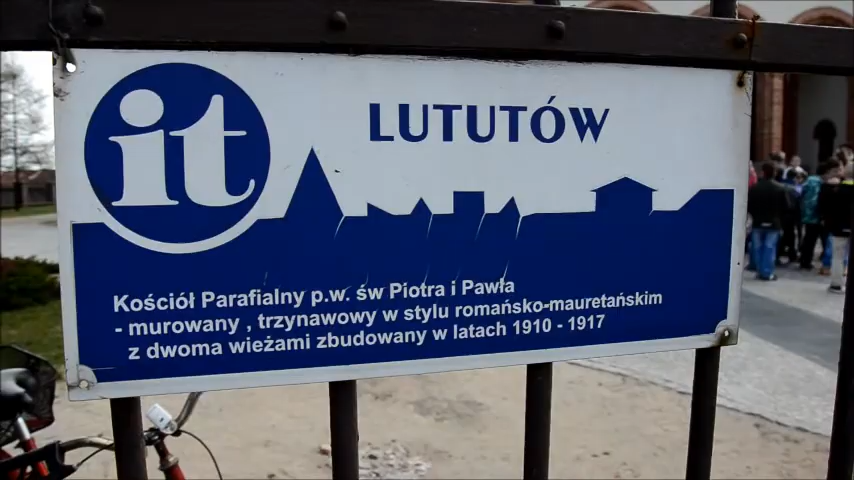 it
LUTUTÓW
Kościół Parafialny p.w. św Piotra i Pawła
- murowany , trzynawowy w stylu romańsko-mauretańskim
z dwoma wieżami zbudowany w latach 1910 - 1917